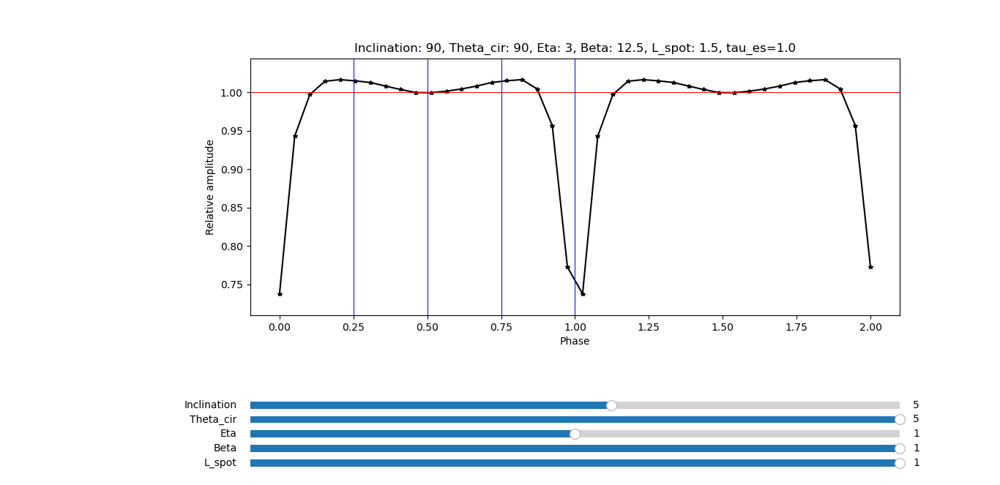 Inclination: 90, Theta_cir: 90, Eta: 3, Beta: 12.5, L_spot: 1.5, tau_es=1.0
1.00
0.95
0.90
0.85
0.80
0.75
Relative amplitude
0.00 0.25 0.50 0.75 1.00 1.25 1.50 1.75 2.00
Phase
Inclination 5
Theta_cir 5
Eta 1
Beta 1
L_spot 1